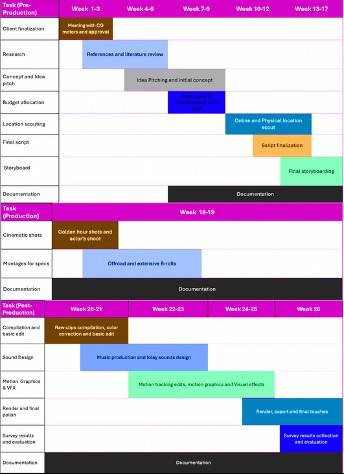 Task (Pre-
Production)
Week 1-3
Week 4-6
Week 7-9
Week 10-12
Week 13-17
Client finalization
Meeting with CG
motors and approval
Research
References and literature review
Concept and Idea
pitch
Idea Pitching and initial concept
Budget allocation
Location scouting
Online and Physical location
scout
Final script
Script finalization
Storyboard
Final storyboarding
Documentation
Documentation
Task
(Production)
Week 18-19
Cinematic shots
Golden hour shots and
actor's shoot
Montages for specs
Offroad and extensive B-rolls
Documentation
Documentation
Task (Post-
Production)
Week 20-21
Week 22-23
Week 24-25
Week 26
Compilation and
basic edit
Raw clips compilation, color
correction and basic edit
Sound Design
Music production and foley sounds design
Motion Graphics
& VFX
Motion tracking edits, motion graphics and Visual effects
Render and final
polish
Render, export and final touches
Survey results
and evaluation
Survey results collection
and evaluation
Documentation
Documentation